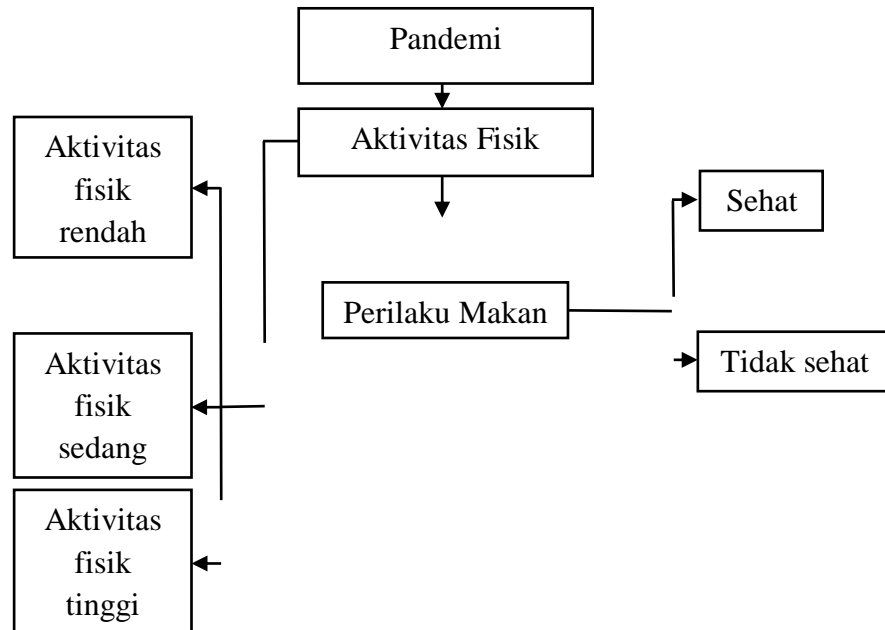 Pandemi
Aktivitas Fisik
Aktivitas
fisik
rendah
Sehat
Perilaku Makan
Tidak sehat
Aktivitas
fisik
sedang
Aktivitas
fisik
tinggi